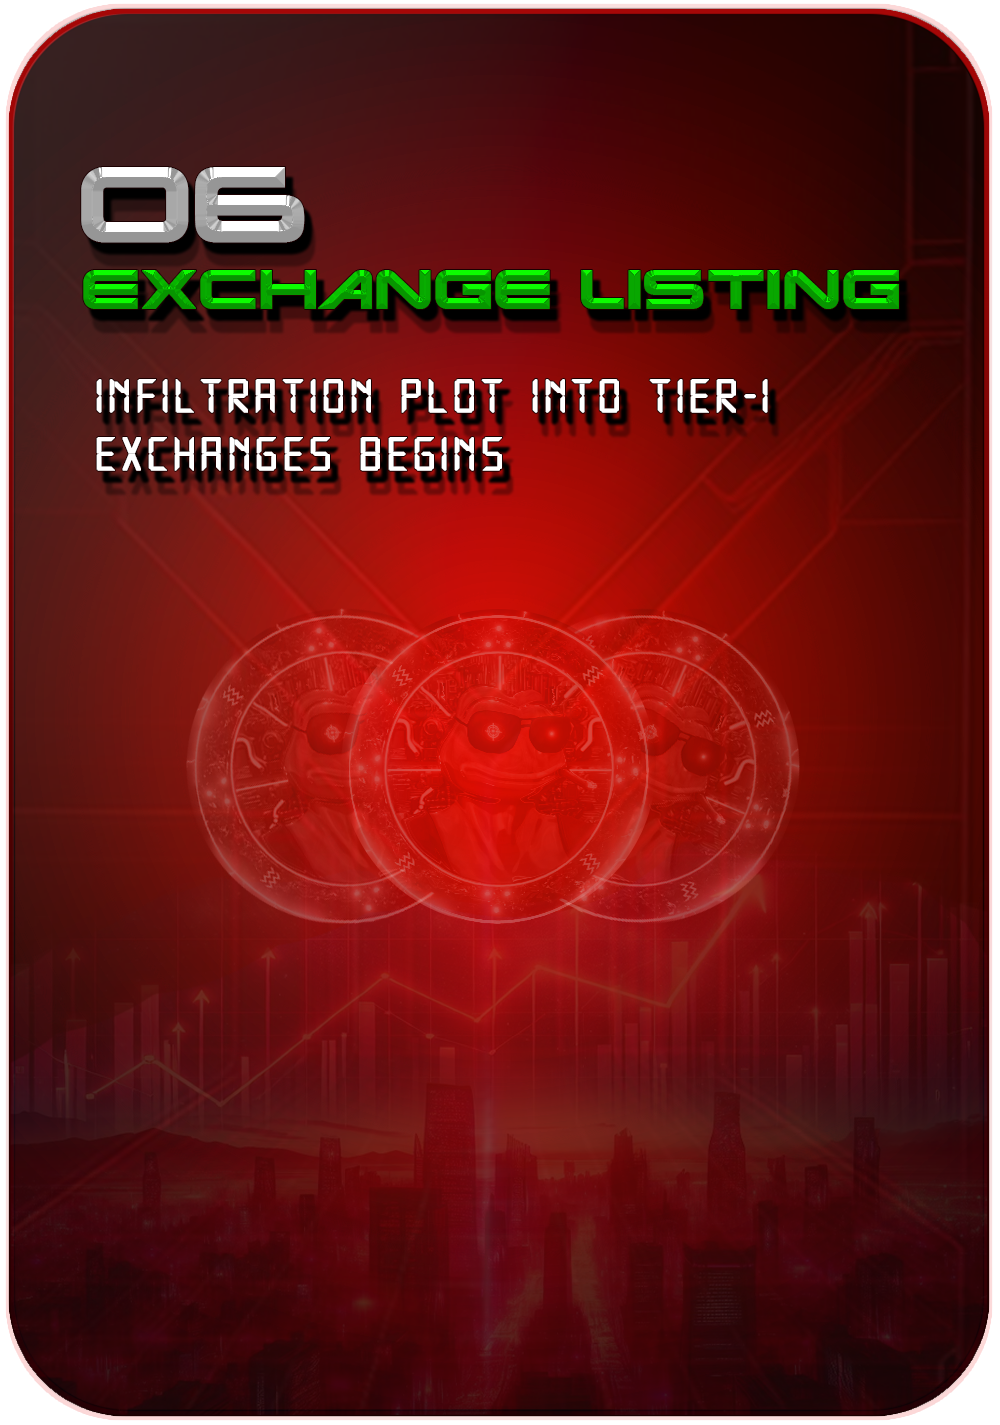 06
EXCHANGE LISTING
INFILTRATION PLOT INTO TIER-1
EXCHANGES BEGINS